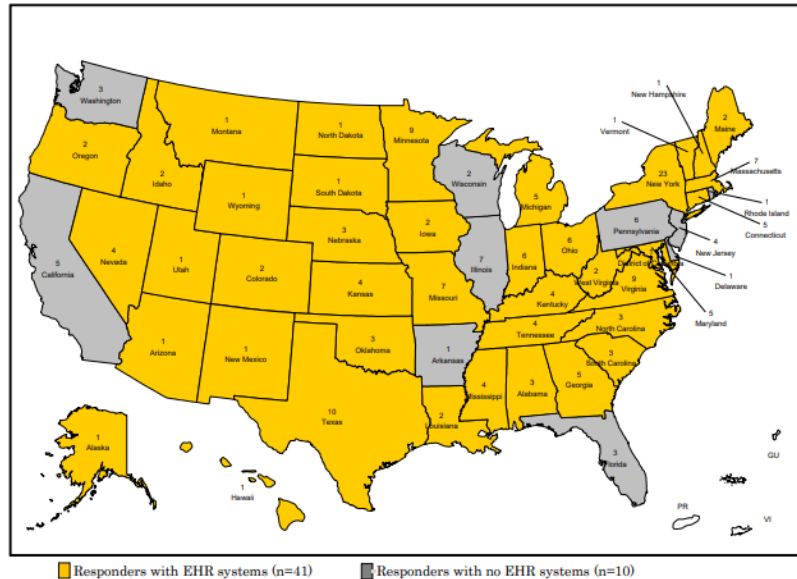 3
Washington
2
Oregon
5
California
4
Nevada
2
Idaho
1
Montana
1
Wyoming
1
Utah
2
Colorado
1
Arizona
1
New Mexico
1
North Dakota
1
South Dakota
3
Nebraska
4
Kansas
3
Oklahoma
10
Texas
9
Minnesota
2
Iowa
7
Missouri
1
Arkansas
2
Louisiana
2
Wisconsin
7
Illinois
5
Michigan
6
Indiana
6
Ohio
4
Kentucky
4
Tennessee
4
Mississippi
3
Alabama
5
Georgia
3
Florida
3
South Carolina
3
North Carolina
9
Virginia
2
West Virginia
District of
6
Pennsylvania
23
New York
1
Vermont
1
New Hampshire
2
Maine
7
Massachusetts
1
Rhode Island
5
Connecticut
4
New Jersey
1
Delaware
5
Maryland
1
Alaska
1
Hawaii
GU
PR
VI
Responders with EHR systems (n=41)
Responders with no EHR systems (n=10)